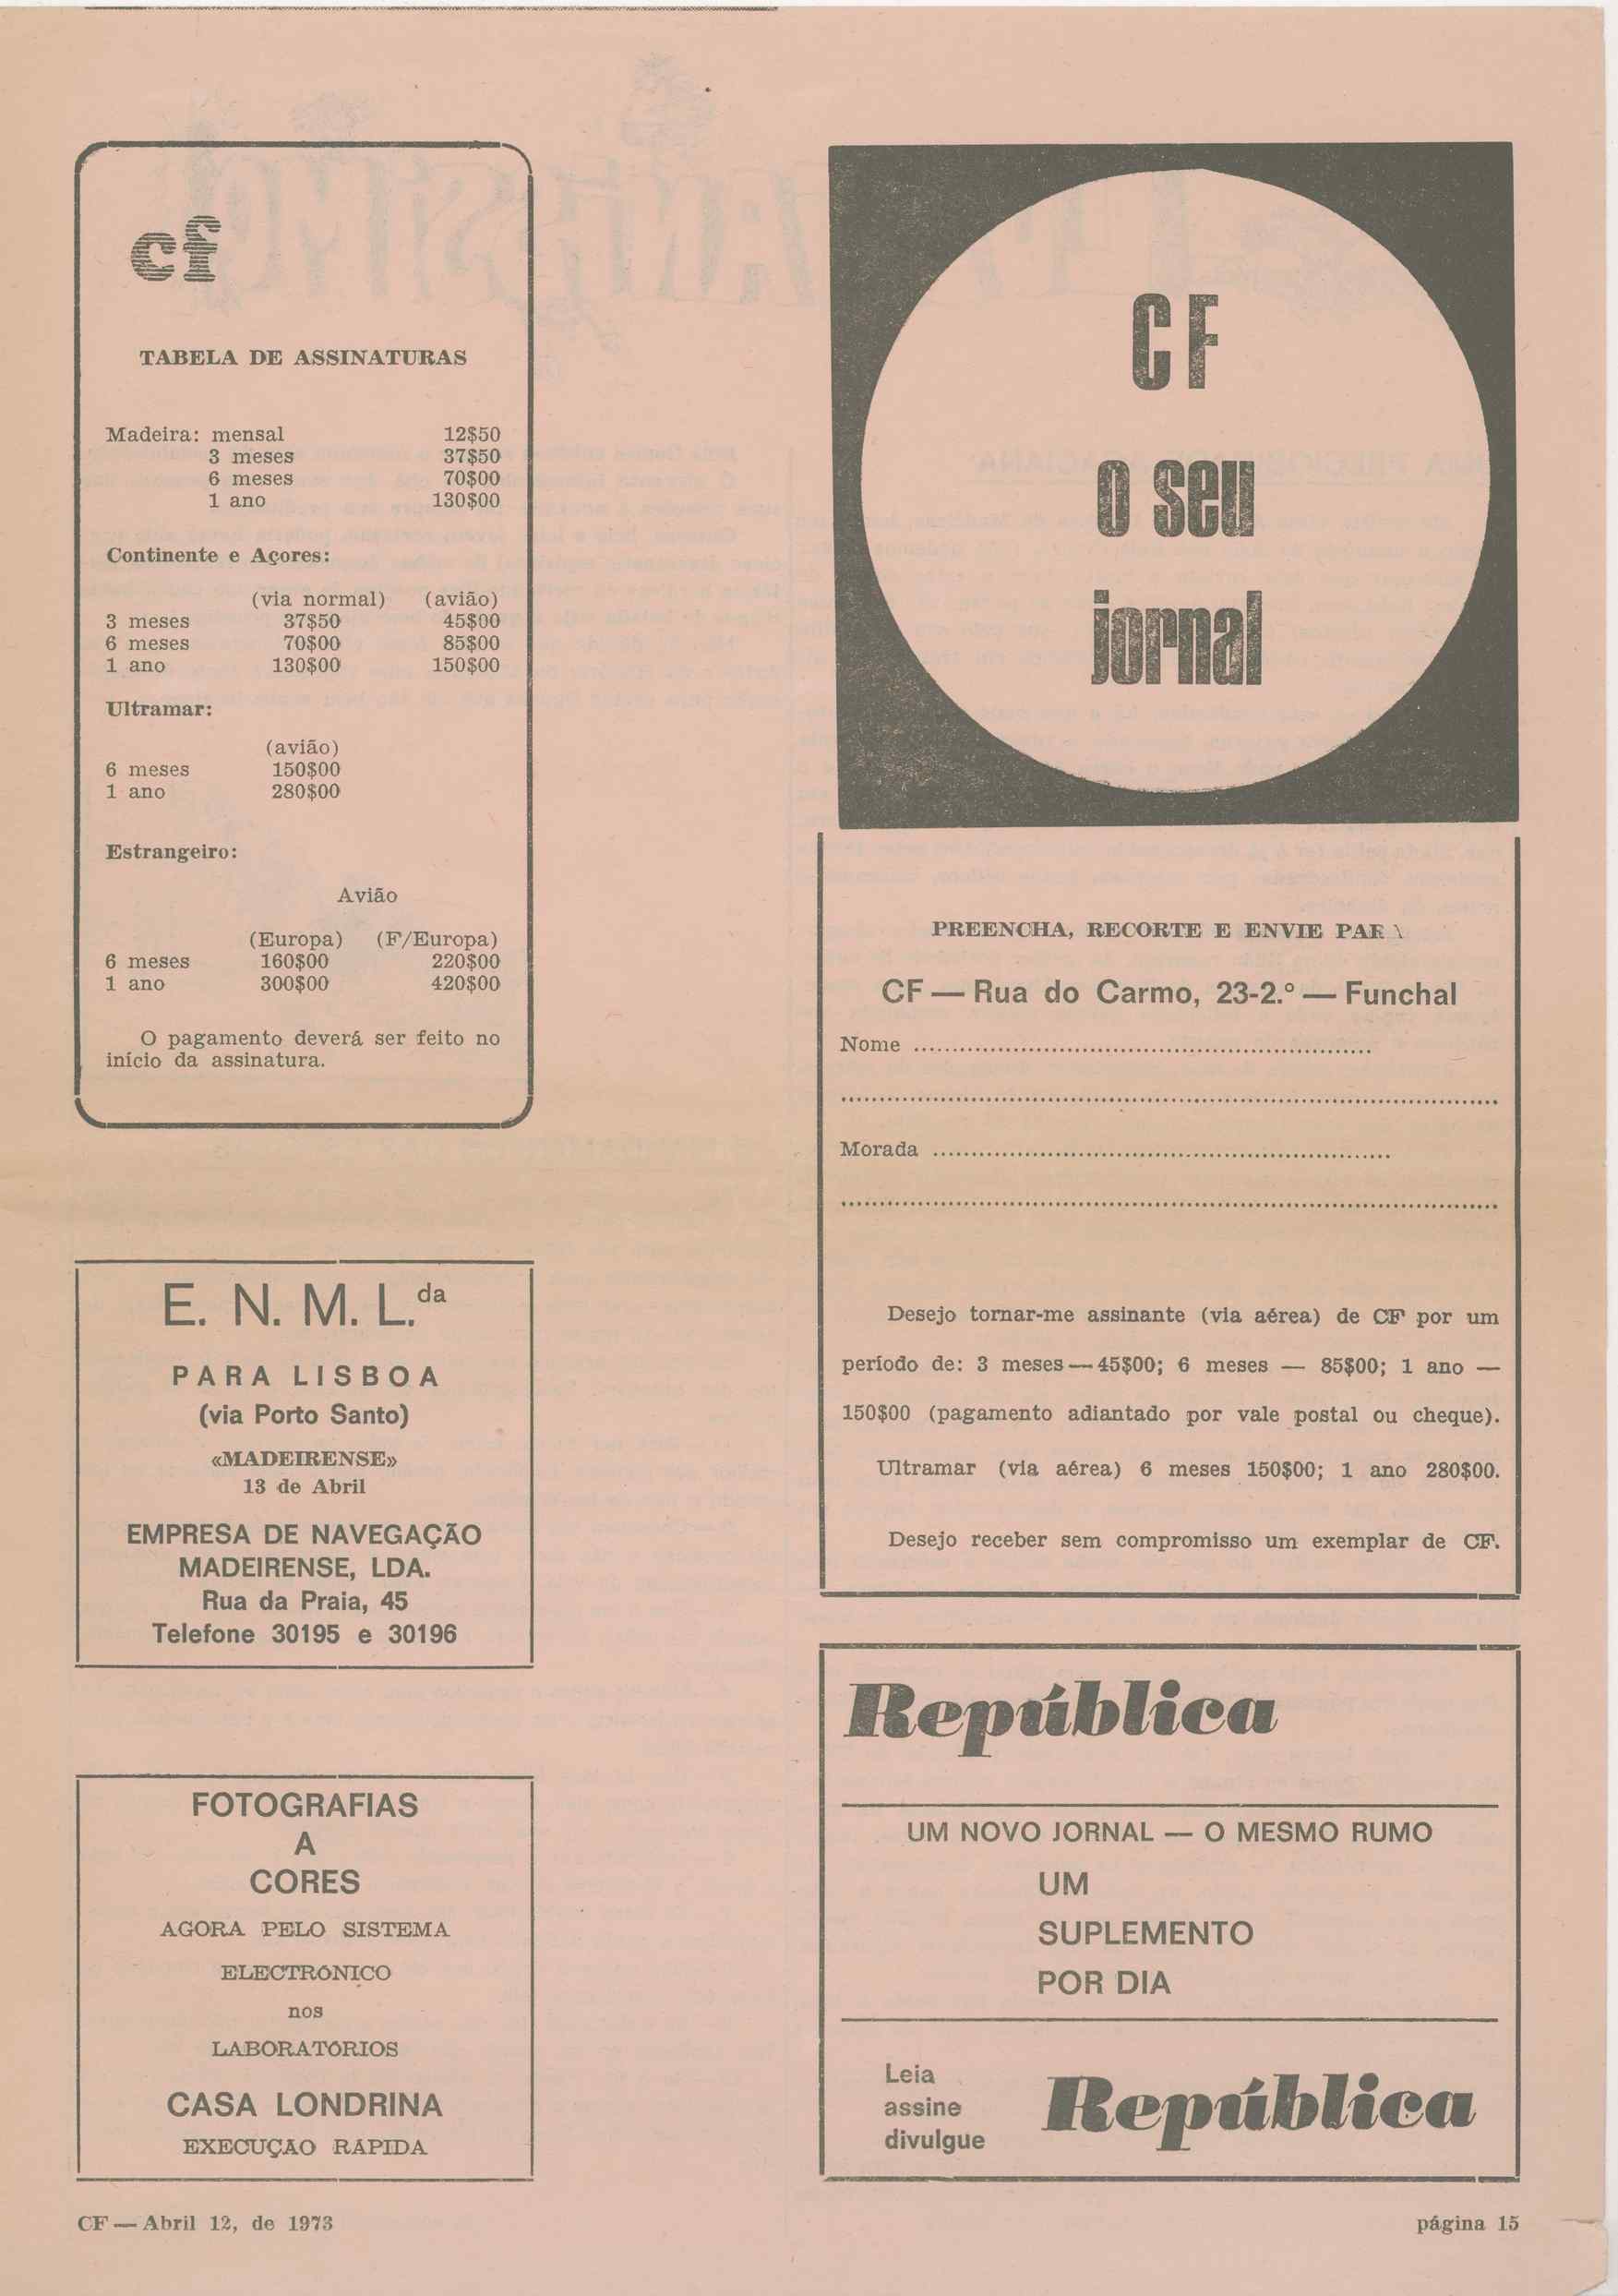 cf
TABELA DE ASSINATURAS
Madeira: mensal 12$50
3 meses 37$50
6 meses 70$00
1 ano 130$00
Continente e Açores:
(via normal) (avião)
3 meses 37$50 45$00
6 meses 70$00 85$00
1 ano 130$00 150$00
Ultramar:
(avião)
6 meses 150$00
1 ano 280$00
Estrangeiro:
Avião
(Europa) (F/Europa)
6 meses 160$00 220$00
1 ano 300$00 420$00
O pagamento deverá ser feito no
início da assinatura.
E. N. M. L.da
PARA LISBOA
(via Porto Santo)
«MADEIRENSE»
13 de Abril
EMPRESA DE NAVEGAÇÃO
MADEIRENSE, LDA.
Rua da Praia, 45
Telefone 30195 e 30196
FOTOGRAFIAS
A
CORES
AGORA PELO SISTEMA
ELECTRÓNICO
nos
LABORATÓRIOS
CASA LONDRINA
EXECUÇÃO RÁPIDA
CF
o seu
jornal
PREENCHA, RECORTE E ENVIE PAR
CF — Rua do Carmo, 23-2.º — Funchal
Nome ............................................................
............................................................
Morada ............................................................
............................................................
Desejo tornar-me assinante (via aérea) de CF por um
período de: 3 meses — 45$00; 6 meses — 85$00; 1 ano —
150$00 (pagamento adiantado por vale postal ou cheque).
Ultramar (via aérea) 6 meses 150$00; 1 ano 280$00.
Desejo receber sem compromisso um exemplar de CF.
República
UM NOVO JORNAL — O MESMO RUMO
UM
SUPLEMENTO
POR DIA
Leia
assine
divulgue
República
CF — Abril 12, de 1973
página 15